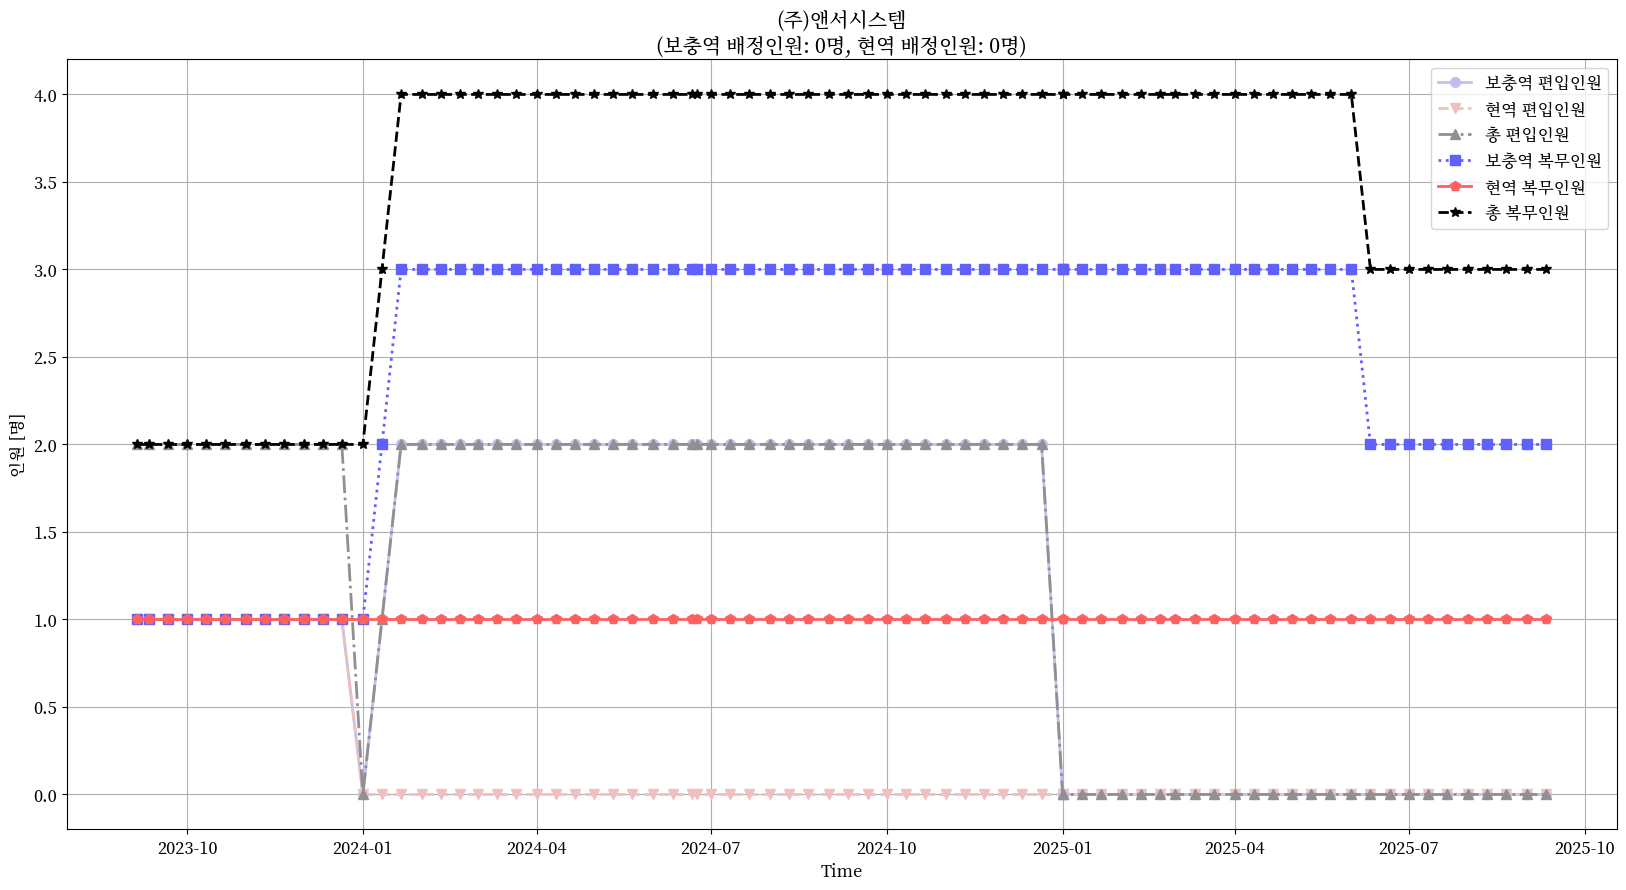 (주)앤서시스템
(보충역 배정인원: 0명, 현역 배정인원: 0명)
보충역 편입인원
현역 편입인원
총 편입인원
보충역 복무인원
현역 복무인원
총 복무인원
인원 [명]
4.0
3.5
3.0
2.5
2.0
1.5
1.0
0.5
0.0
2023-10 2024-01 2024-04 2024-07 2024-10 2025-01 2025-04 2025-07 2025-10
Time